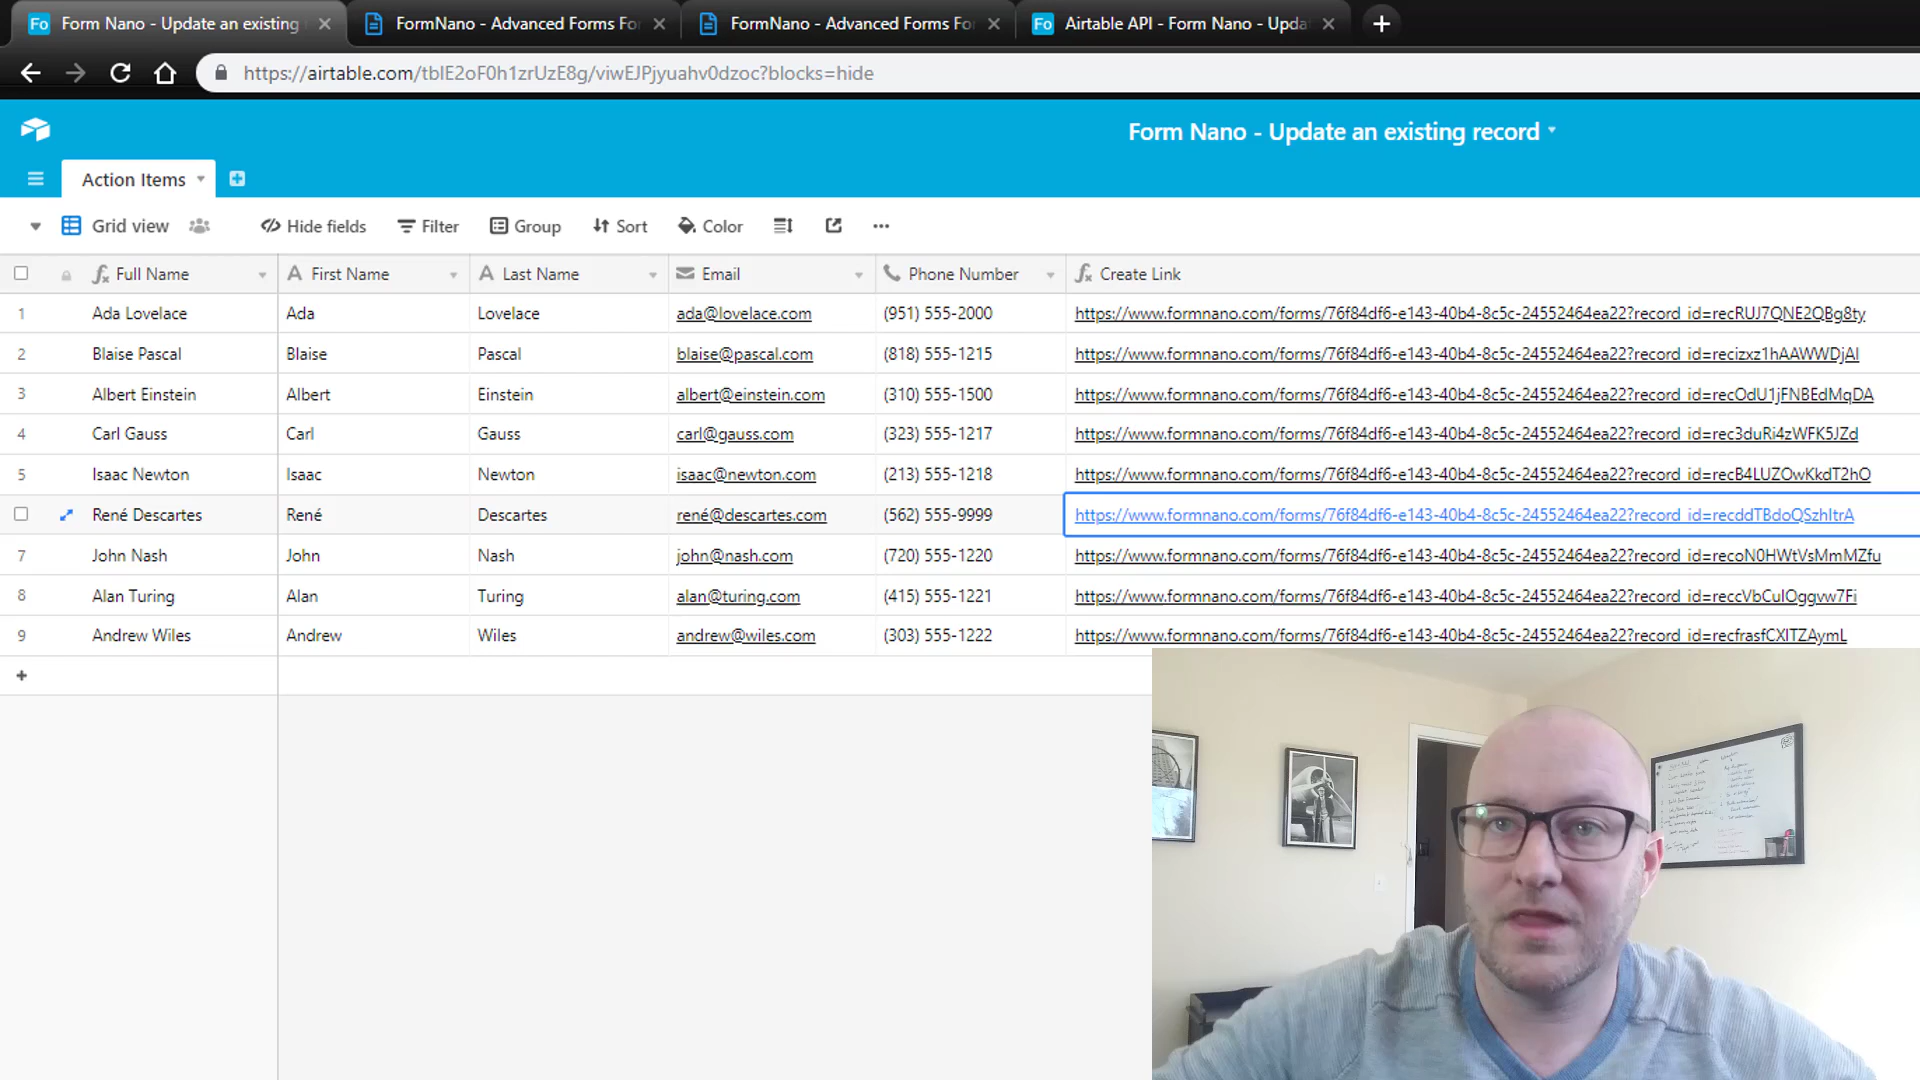 Form Nano - Update an existing
FormNano - Advanced Forms For
FormNano - Advanced Forms For
Airtable API - Form Nano - Upda
https://airtable.com/tblE2oF0h1zrUzE8g/viwEJPjyuahv0dzoc?blocks=hide
Form Nano - Update an existing record
Action Items
Grid view Hide fields Filter Group Sort Color
Full Name First Name Last Name Email Phone Number Create Link
1 Ada Lovelace Ada Lovelace ada@lovelace.com (951) 555-2000 https://www.formnano.com/forms/76f84df6-e143-40b4-8c5c-24552464ea22?record_id=recRUJ7QNE2QBg8ty
2 Blaise Pascal Blaise Pascal blaise@pascal.com (818) 555-1215 https://www.formnano.com/forms/76f84df6-e143-40b4-8c5c-24552464ea22?record_id=recizxz1hAAWWDjAI
3 Albert Einstein Albert Einstein albert@einstein.com (310) 555-1500 https://www.formnano.com/forms/76f84df6-e143-40b4-8c5c-24552464ea22?record_id=recOdU1jFNBEdMqDA
4 Carl Gauss Carl Gauss carl@gauss.com (323) 555-1217 https://www.formnano.com/forms/76f84df6-e143-40b4-8c5c-24552464ea22?record_id=rec3duRi4zWFK5JZd
5 Isaac Newton Isaac Newton isaac@newton.com (213) 555-1218 https://www.formnano.com/forms/76f84df6-e143-40b4-8c5c-24552464ea22?record_id=recB4LUZOwKkdT2hO
René Descartes René Descartes rené@descartes.com (562) 555-9999 https://www.formnano.com/forms/76f84df6-e143-40b4-8c5c-24552464ea22?record_id=recddTBdoQSzhItrA
7 John Nash John Nash john@nash.com (720) 555-1220 https://www.formnano.com/forms/76f84df6-e143-40b4-8c5c-24552464ea22?record_id=recoN0HWtVsMmMZfu
8 Alan Turing Alan Turing alan@turing.com (415) 555-1221 https://www.formnano.com/forms/76f84df6-e143-40b4-8c5c-24552464ea22?record_id=reccVbCuIOggvw7Fi
9 Andrew Wiles Andrew Wiles andrew@wiles.com (303) 555-1222 https://www.formnano.com/forms/76f84df6-e143-40b4-8c5c-24552464ea22?record_id=recfrasfCXITZAymL